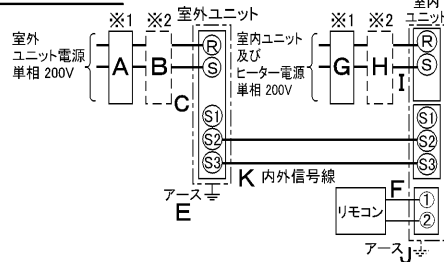 ※1 ※2 室外ユニット ※1 ※2 室内
ユニット
室外
ユニット電源
単相 200V
A B C
R
S
S1
S2
S3
アース
E
室内ユニット
及び
ヒーター電源
単相 200V
G H I
R
S
S1
S2
S3
K 内外信号線
F
リモコン
①
②
アース J